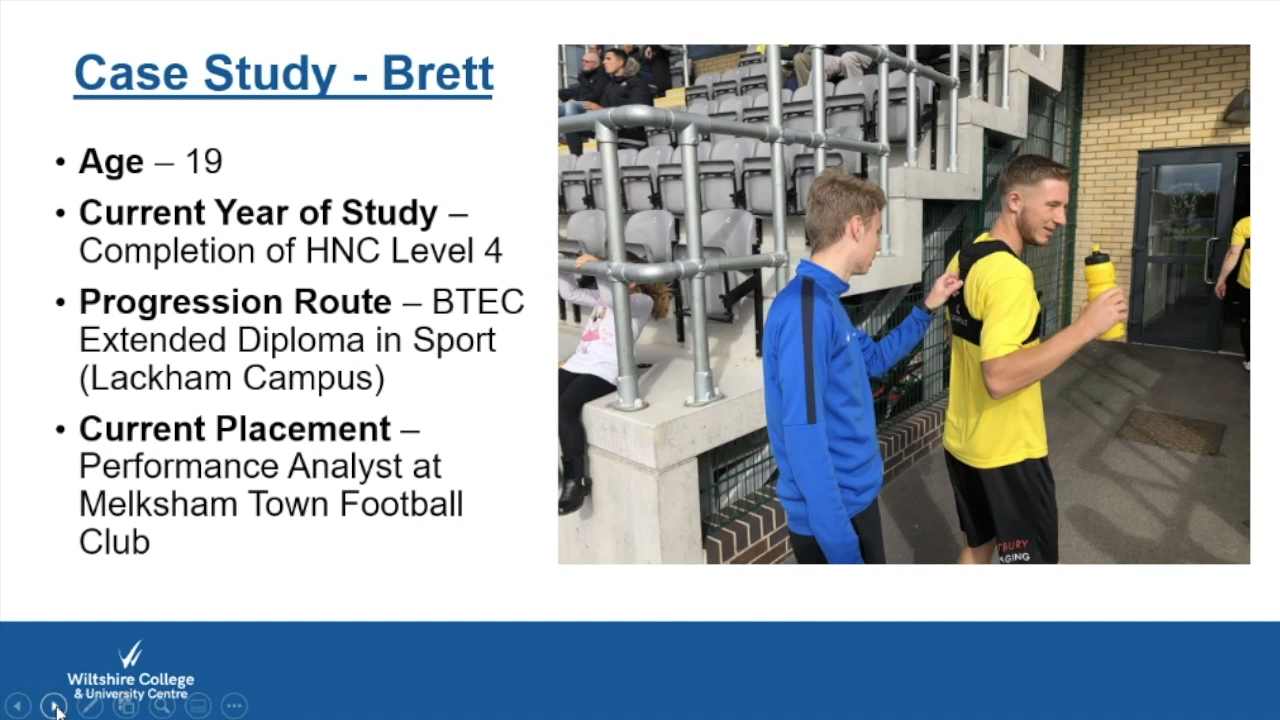 Case Study - Brett
• Age – 19
• Current Year of Study –
Completion of HNC Level 4
• Progression Route – BTEC
Extended Diploma in Sport
(Lackham Campus)
• Current Placement –
Performance Analyst at
Melksham Town Football
Club
Wiltshire College
& University Centre